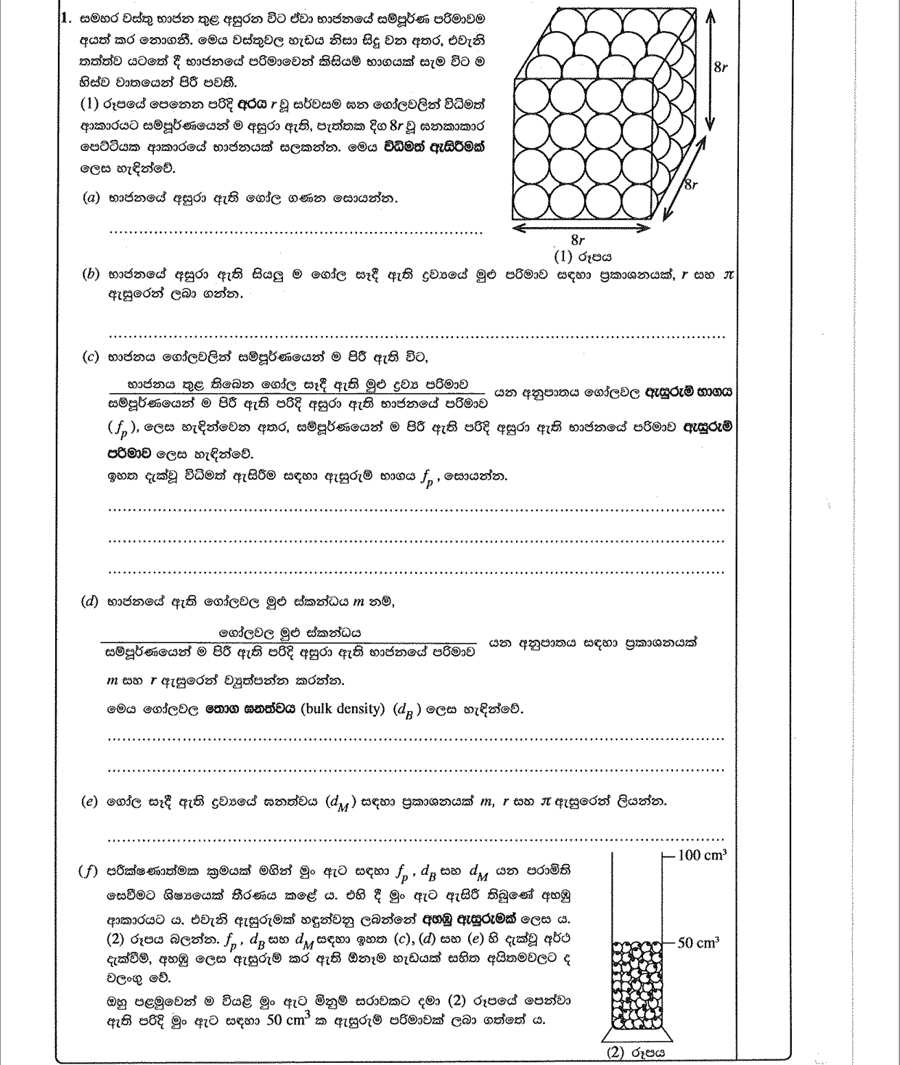 1. සමහර වස්තු භාජන තුළ අසුරන විට ඒවා භාජනයේ සම්පූර්ණ පරිමාවම
අයත් කර නොගනී. මෙය වස්තුවල හැඩය නිසා සිදු වන අතර, එවැනි
තත්ත්ව යටතේ දී භාජනයේ පරිමාවෙන් කිසියම් භාගයක් සැම විට ම
හිස්ව වාතයෙන් පිරී පවතී.
(1) රූපයේ පෙනෙන පරිදි අරය r වූ සර්වසම ඝන ගෝලවලින් විධිමත්
ආකාරයට සම්පූර්ණයෙන් ම අසුරා ඇති, පැත්තක දිග 8r වූ ඝනකාකාර
පෙට්ටියක ආකාරයේ භාජනයක් සලකන්න. මෙය විධිමත් ඇසිරීමක්
ලෙස හැඳින්වේ.
8r
8r
8r
(1) රූපය
(a) භාජනයේ අසුරා ඇති ගෝල ගණන සොයන්න.
(b) භාජනයේ අසුරා ඇති සියලු ම ගෝල සෑදී ඇති ද්‍රව්‍යයේ මුළු පරිමාව සඳහා ප්‍රකාශනයක්, r සහ π
ඇසුරෙන් ලබා ගන්න.
(c) භාජනය ගෝලවලින් සම්පූර්ණයෙන් ම පිරී ඇති විට,
භාජනය තුළ තිබෙන ගෝල සෑදී ඇති මුළු ද්‍රව්‍ය පරිමාව
සම්පූර්ණයෙන් ම පිරී ඇති පරිදි අසුරා ඇති භාජනයේ පරිමාව යන අනුපාතය ගෝලවල ඇසුරුම් භාගය
(f_p), ලෙස හැඳින්වෙන අතර, සම්පූර්ණයෙන් ම පිරී ඇති පරිදි අසුරා ඇති භාජනයේ පරිමාව ඇසුරුම්
පරිමාව ලෙස හැඳින්වේ.
ඉහත දැක්වූ විධිමත් ඇසිරීම සඳහා ඇසුරුම් භාගය f_p, සොයන්න.
(d) භාජනයේ ඇති ගෝලවල මුළු ස්කන්ධය m නම්,
ගෝලවල මුළු ස්කන්ධය
සම්පූර්ණයෙන් ම පිරී ඇති පරිදි අසුරා ඇති භාජනයේ පරිමාව යන අනුපාතය සඳහා ප්‍රකාශනයක්
m සහ r ඇසුරෙන් ව්‍යුත්පන්න කරන්න.
මෙය ගෝලවල තොග ඝනත්වය (bulk density) (d_B) ලෙස හැඳින්වේ.
(e) ගෝල සෑදී ඇති ද්‍රව්‍යයේ ඝනත්වය (d_M) සඳහා ප්‍රකාශනයක් m, r සහ π ඇසුරෙන් ලියන්න.
(f) පරීක්ෂණාත්මක ක්‍රමයක් මගින් මුං ඇට සඳහා f_p, d_B සහ d_M යන පරාමිති
සෙවීමට ශිෂ්‍යයෙක් තීරණය කළේ ය. එහි දී මුං ඇට ඇසිරී තිබුණේ අහඹු
ආකාරයට ය. එවැනි ඇසුරුමක් හඳුන්වනු ලබන්නේ අහඹු ඇසුරුමක් ලෙස ය.
(2) රූපය බලන්න. f_p, d_B සහ d_M සඳහා ඉහත (c), (d) සහ (e) හි දැක්වූ අර්ථ
දැක්වීම්, අහඹු ලෙස ඇසුරුම් කර ඇති ඕනෑම හැඩයක් සහිත අයිතමවලට ද
වලංගු වේ.
ඔහු පළමුවෙන් ම වියළි මුං ඇට මිනුම් සරාවකට දමා (2) රූපයේ පෙන්වා
ඇති පරිදි මුං ඇට සඳහා 50 cm³ ක ඇසුරුම් පරිමාවක් ලබා ගත්තේ ය.
100 cm³
50 cm³
(2) රූපය